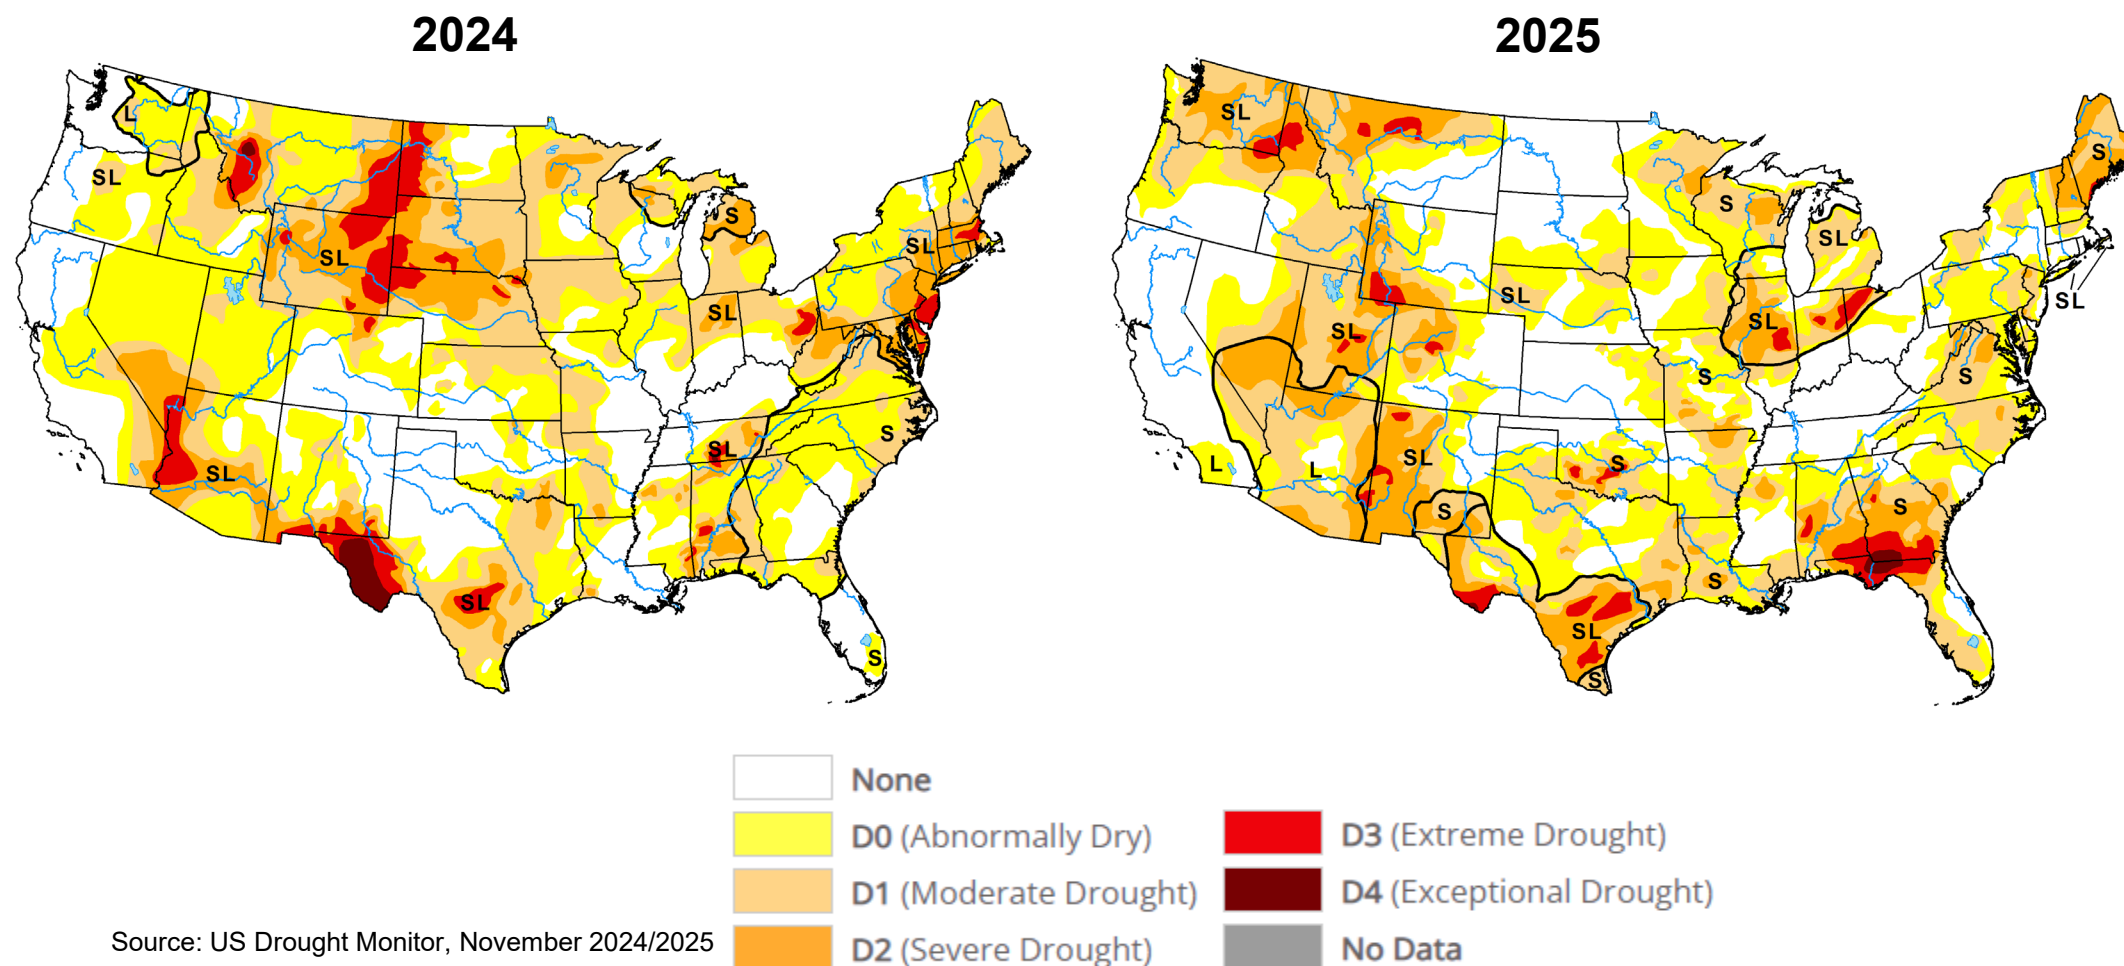 2024
2025
L
SL
S
SL
SL
SL
SL
S
SL
SL
S
SL
S
S
SL
SL
SL
SL
SL
S
S
L
L
SL
S
S
S
S
SL
S
SL
None
D0 (Abnormally Dry)
D3 (Extreme Drought)
D1 (Moderate Drought)
D4 (Exceptional Drought)
Source: US Drought Monitor, November 2024/2025
D2 (Severe Drought)
No Data